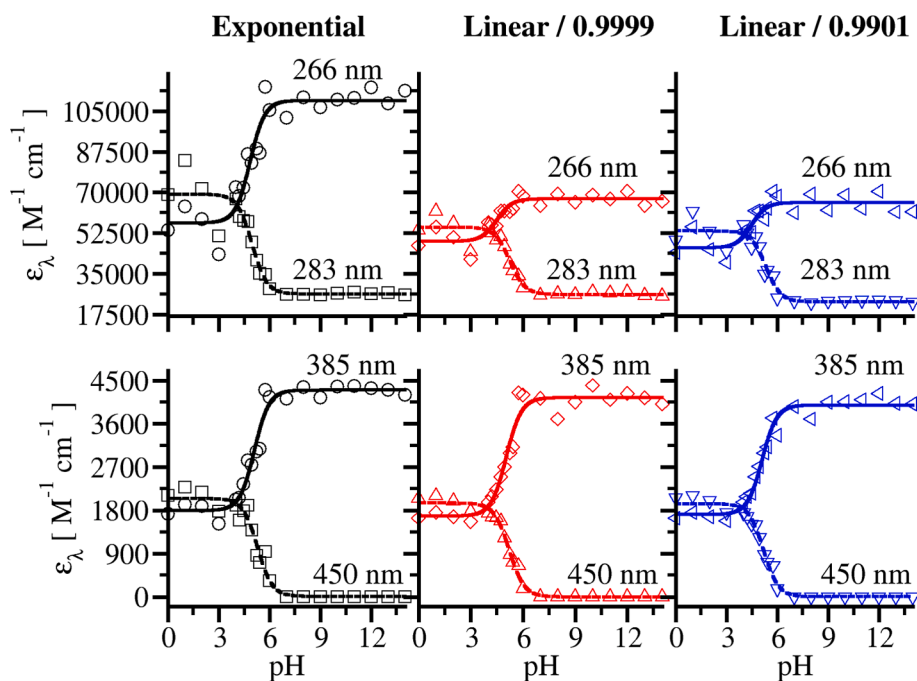 Exponential Linear / 0.9999 Linear / 0.9901
ε_λ [ M⁻¹ cm⁻¹ ]
105000
87500
70000
52500
35000
17500
266 nm
283 nm
266 nm
283 nm
266 nm
283 nm
ε_λ [ M⁻¹ cm⁻¹ ]
4500
3600
2700
1800
900
0
385 nm
450 nm
385 nm
450 nm
385 nm
450 nm
0 3 6 9 12 0 3 6 9 12 0 3 6 9 12
pH pH pH